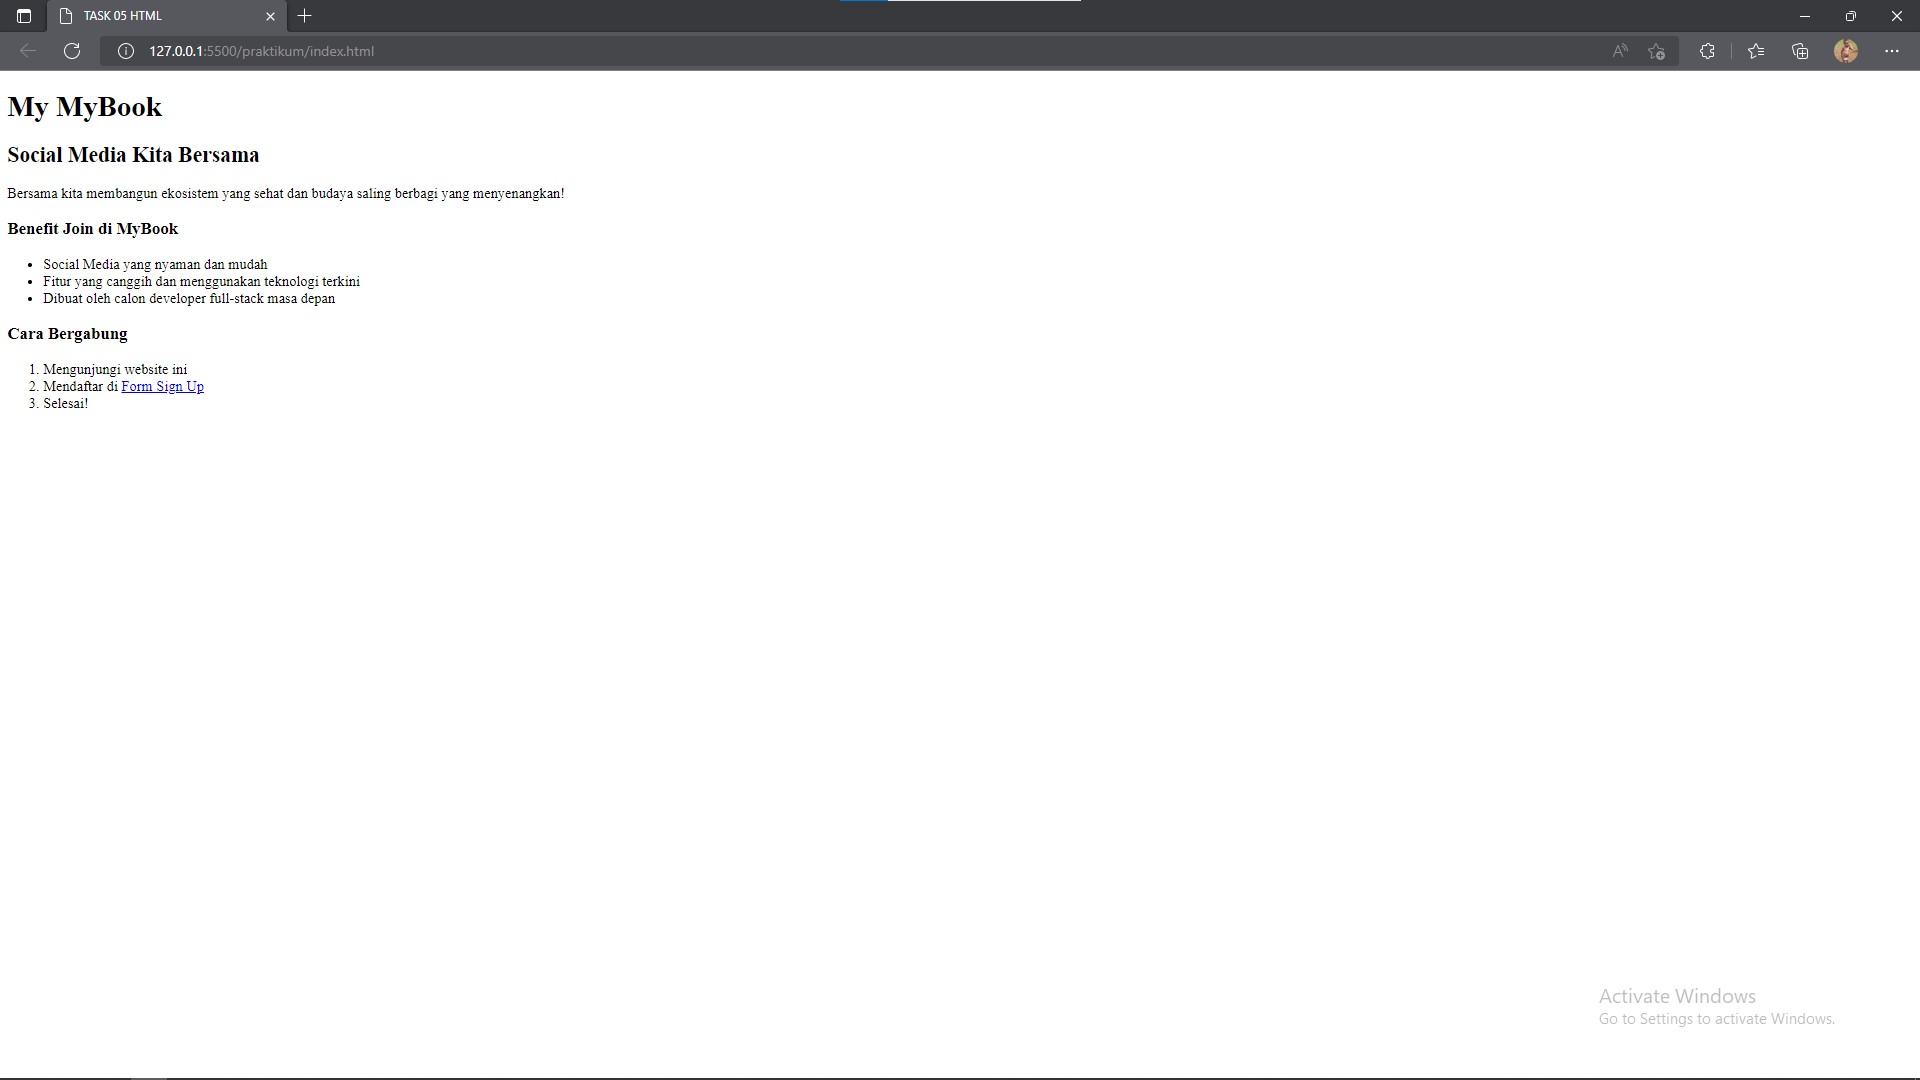 TASK 05 HTML
127.0.0.1:5500/praktikum/index.html
My MyBook
Social Media Kita Bersama
Bersama kita membangun ekosistem yang sehat dan budaya saling berbagi yang menyenangkan!
Benefit Join di MyBook
• Social Media yang nyaman dan mudah
• Fitur yang canggih dan menggunakan teknologi terkini
• Dibuat oleh calon developer full-stack masa depan
Cara Bergabung
1. Mengunjungi website ini
2. Mendaftar di Form Sign Up
3. Selesai!
Activate Windows
Go to Settings to activate Windows.